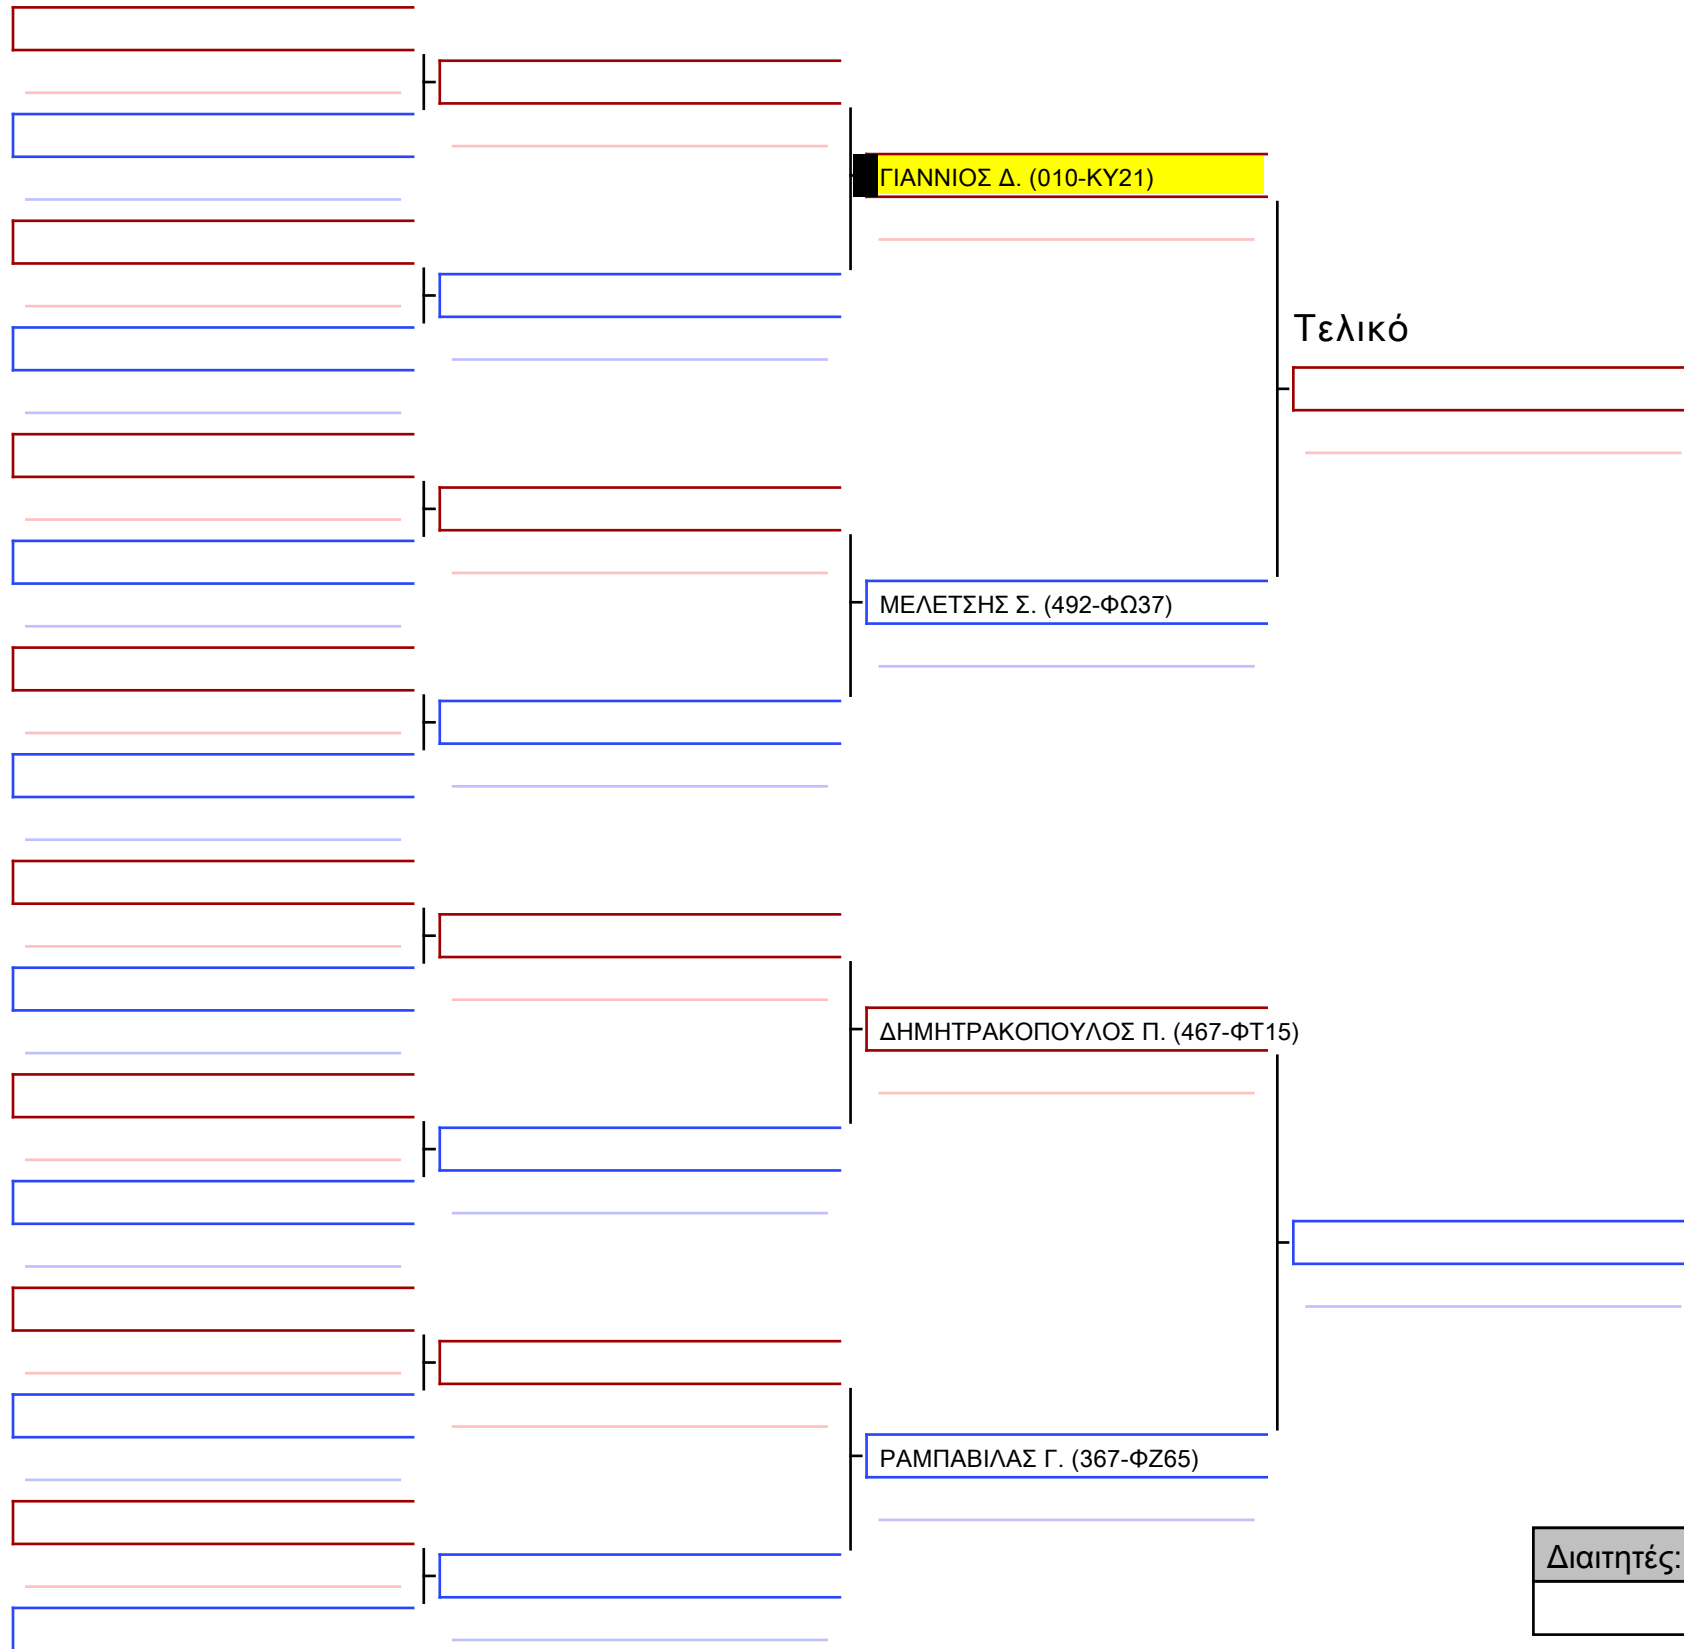 ΓΙΑΝΝΙΟΣ Δ. (010-ΚΥ21)
Τελικό
ΜΕΛΕΤΣΗΣ Σ. (492-ΦΩ37)
ΔΗΜΗΤΡΑΚΟΠΟΥΛΟΣ Π. (467-ΦΤ15)
ΡΑΜΠΑΒΙΛΑΣ Γ. (367-ΦΖ65)
Διαιτητές: